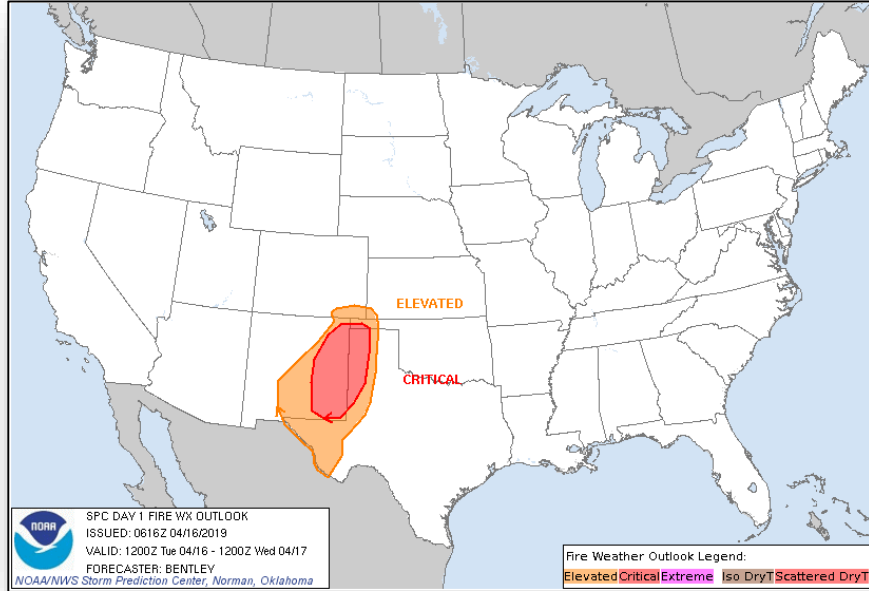 ELEVATED
CRITICAL
NOAA
SPC DAY 1 FIRE WX OUTLOOK
ISSUED: 0616Z 04/16/2019
VALID: 1200Z Tue 04/16 - 1200Z Wed 04/17
FORECASTER: BENTLEY
NOAA/NWS Storm Prediction Center, Norman, Oklahoma
Fire Weather Outlook Legend:
Elevated Critical Extreme Iso DryT Scattered DryT